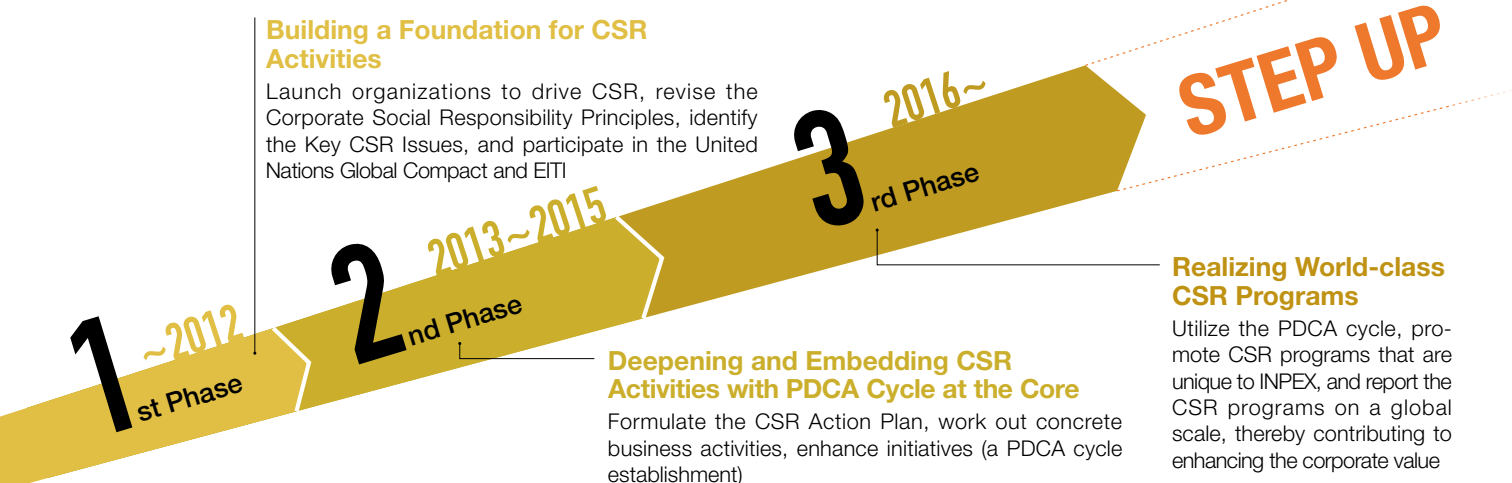 Building a Foundation for CSR
Activities
Launch organizations to drive CSR, revise the
Corporate Social Responsibility Principles, identify
the Key CSR Issues, and participate in the United
Nations Global Compact and EITI
~2012
1st Phase
2013~2015
2nd Phase
Deepening and Embedding CSR
Activities with PDCA Cycle at the Core
Formulate the CSR Action Plan, work out concrete
business activities, enhance initiatives (a PDCA cycle
establishment)
2016~
3rd Phase
Realizing World-class
CSR Programs
Utilize the PDCA cycle, pro-
mote CSR programs that are
unique to INPEX, and report the
CSR programs on a global
scale, thereby contributing to
enhancing the corporate value
STEP UP